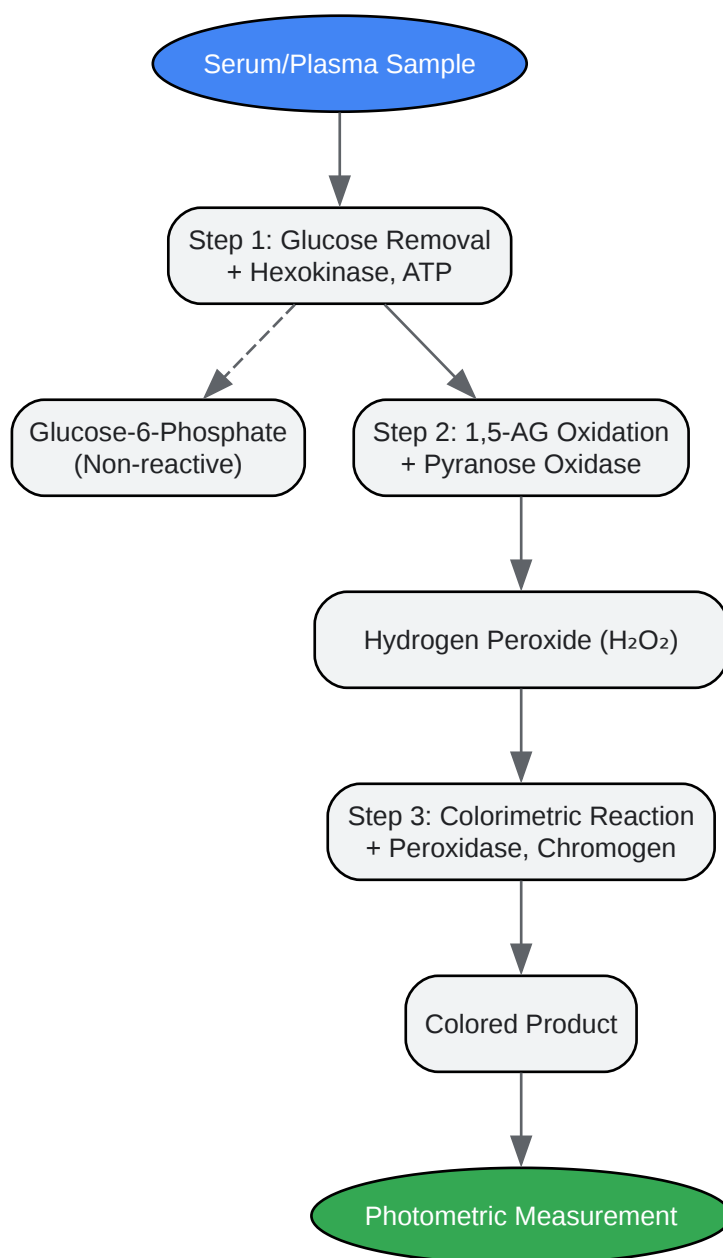 Serum/Plasma Sample
Step 1: Glucose Removal
+ Hexokinase, ATP
Glucose-6-Phosphate
(Non-reactive)
Step 2: 1,5-AG Oxidation
+ Pyranose Oxidase
Hydrogen Peroxide (H₂O₂)
Step 3: Colorimetric Reaction
+ Peroxidase, Chromogen
Colored Product
Photometric Measurement